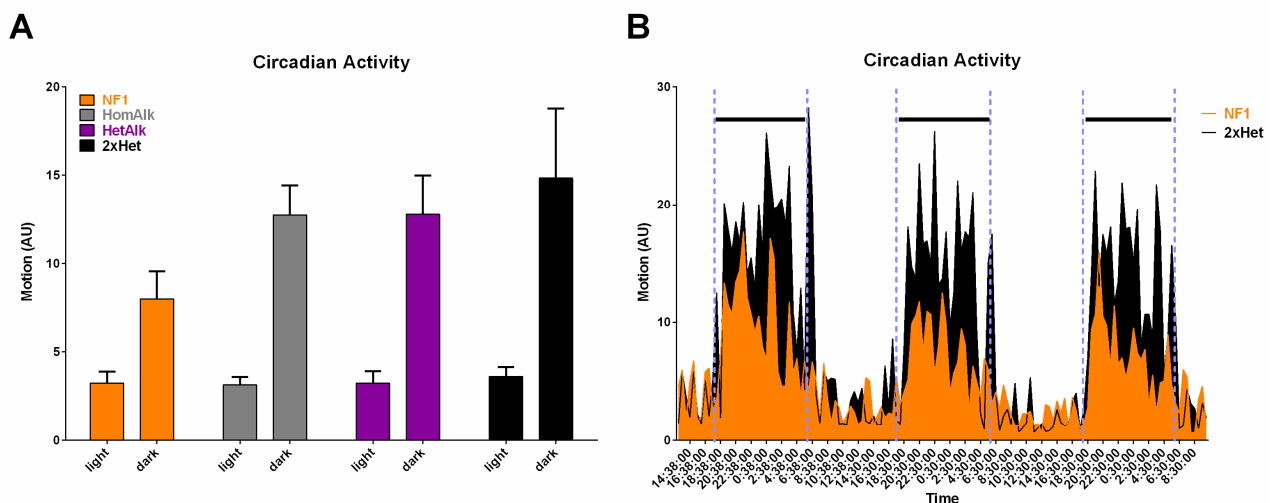 A
Circadian Activity
Motion (AU)
20
15
10
5
0
NF1
HomAlk
HetAlk
2xHet
light
dark
light
dark
light
dark
light
dark
B
Circadian Activity
Motion (AU)
30
20
10
0
NF1
2xHet
14:38:00
16:38:00
18:38:00
20:38:00
22:38:00
0:38:00
2:38:00
4:38:00
6:38:00
8:38:00
10:38:00
12:38:00
14:30:00
16:30:00
18:30:00
20:30:00
22:30:00
0:30:00
2:30:00
4:30:00
6:30:00
8:30:00
10:30:00
12:30:00
14:30:00
16:30:00
18:30:00
20:30:00
22:30:00
0:30:00
2:30:00
4:30:00
6:30:00
8:30:00
Time